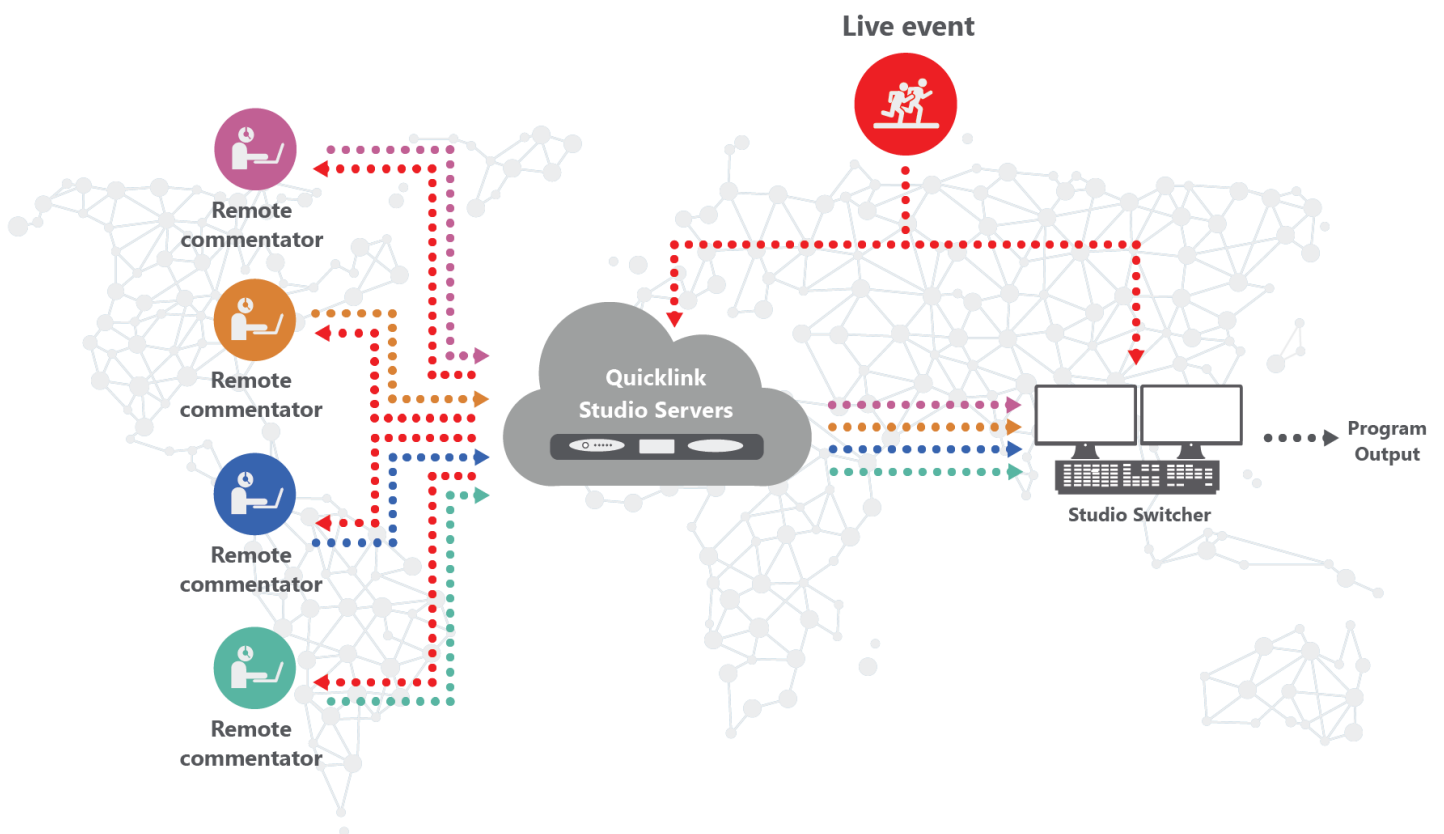 Live event
Remote
commentator
Remote
commentator
Quicklink
Studio Servers
Program
Output
Remote
commentator
Studio Switcher
Remote
commentator